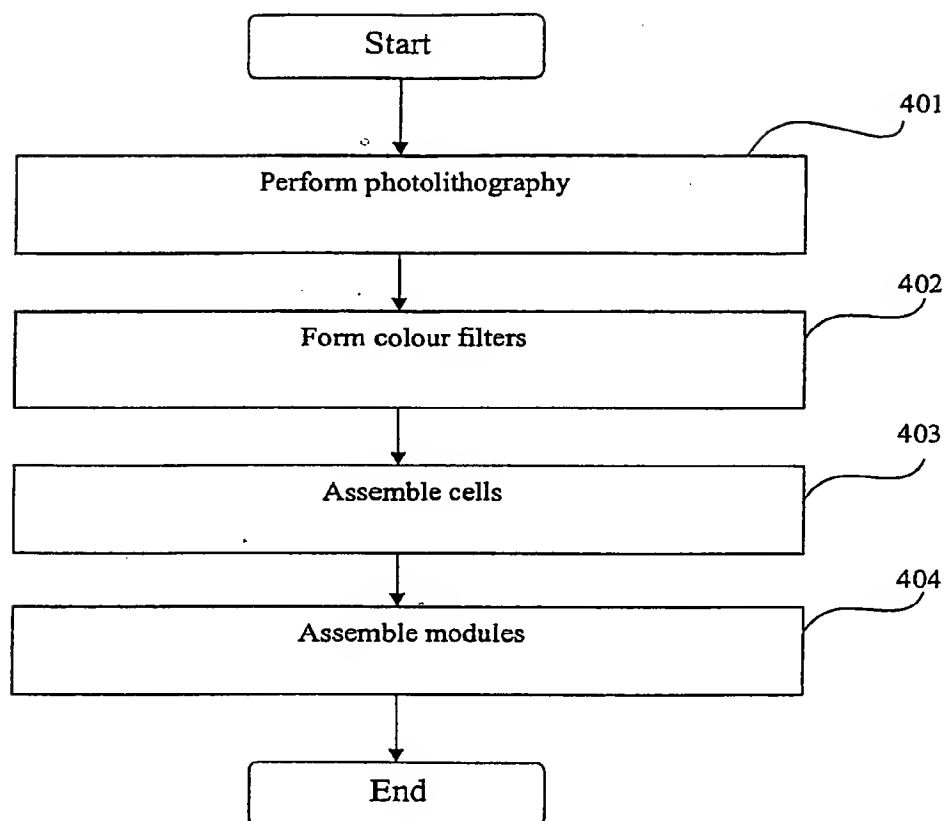 Start
401
Perform photolithography
402
Form colour filters
403
Assemble cells
404
Assemble modules
End